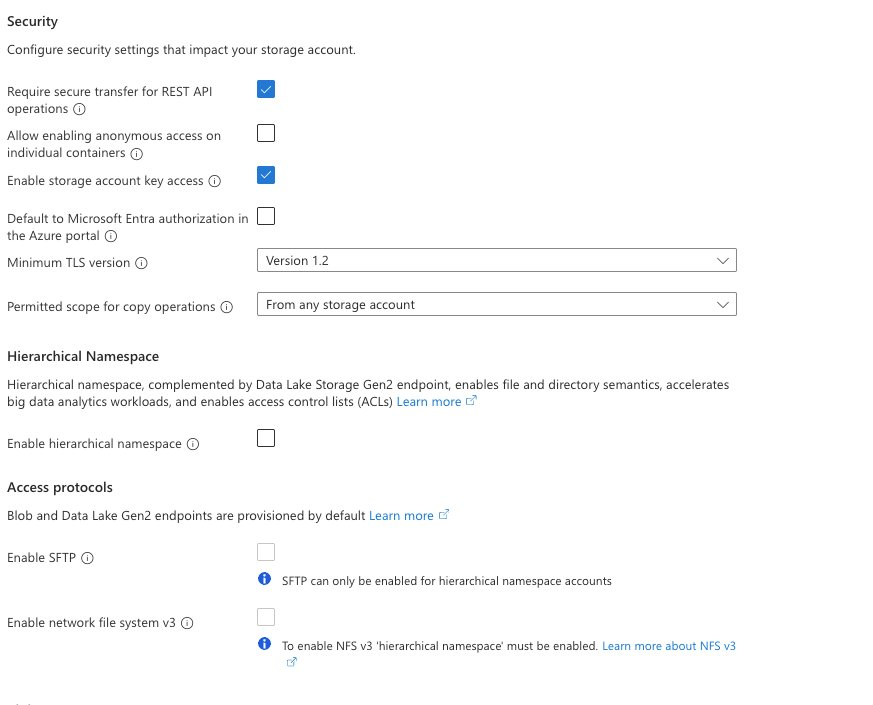 Security
Configure security settings that impact your storage account.
Require secure transfer for REST API
operations
Allow enabling anonymous access on
individual containers
Enable storage account key access
Default to Microsoft Entra authorization in
the Azure portal
Minimum TLS version
Version 1.2
Permitted scope for copy operations
From any storage account
Hierarchical Namespace
Hierarchical namespace, complemented by Data Lake Storage Gen2 endpoint, enables file and directory semantics, accelerates
big data analytics workloads, and enables access control lists (ACLs) Learn more
Enable hierarchical namespace
Access protocols
Blob and Data Lake Gen2 endpoints are provisioned by default Learn more
Enable SFTP
SFTP can only be enabled for hierarchical namespace accounts
Enable network file system v3
To enable NFS v3 'hierarchical namespace' must be enabled. Learn more about NFS v3